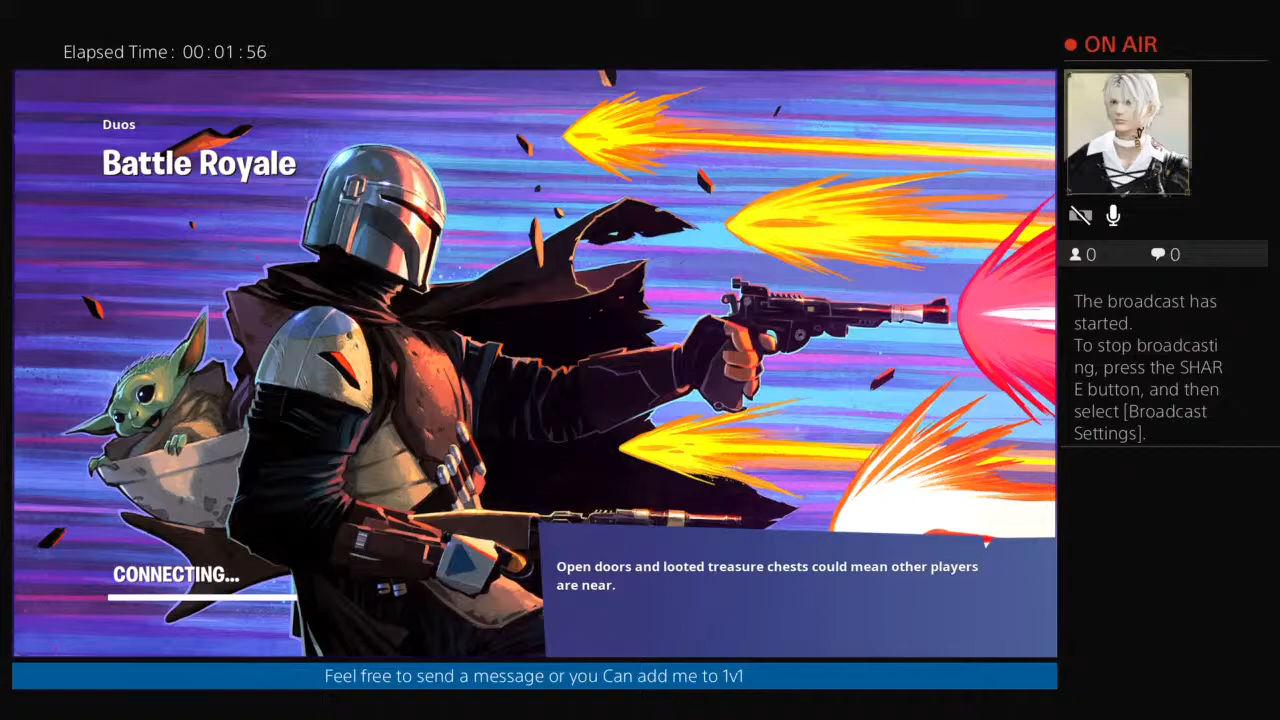 Elapsed Time: 00:01:56
ON AIR
Duos
Battle Royale
0
0
The broadcast has
started.
To stop broadcasti
ng, press the SHAR
E button, and then
select [Broadcast
Settings].
CONNECTING...
Open doors and looted treasure chests could mean other players
are near.
Feel free to send a message or you Can add me to 1v1